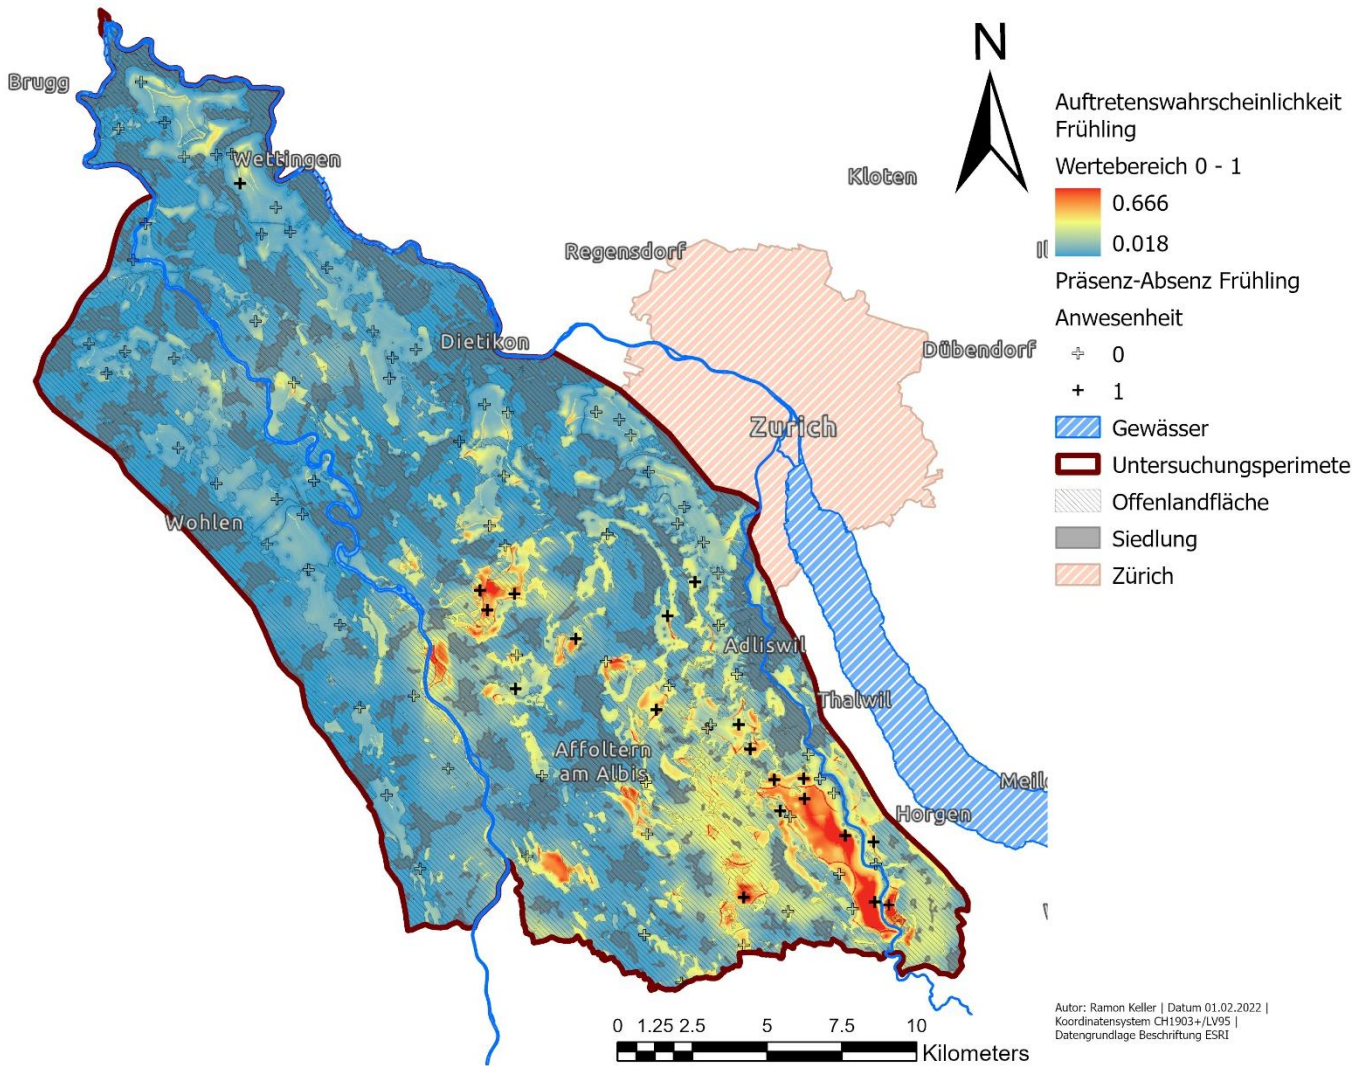 N
Brugg
Wettingen
Kloten
Regensdorf
Dietikon
Dübendorf
Zurich
Wohlen
Adliswil
Thalwil
Affoltern
am Albis
Horgen
Auftretenswahrscheinlichkeit
Frühling
Wertebereich 0 - 1
0.666
0.018
Präsenz-Absenz Frühling
Anwesenheit
0
1
Gewässer
Untersuchungsperimete
Offenlandfläche
Siedlung
Zürich
0 1.25 2.5 5 7.5 10
Kilometers
Autor: Ramon Keller | Datum 01.02.2022 |
Koordinatensystem CH1903+/LV95 |
Datengrundlage Beschriftung ESRI